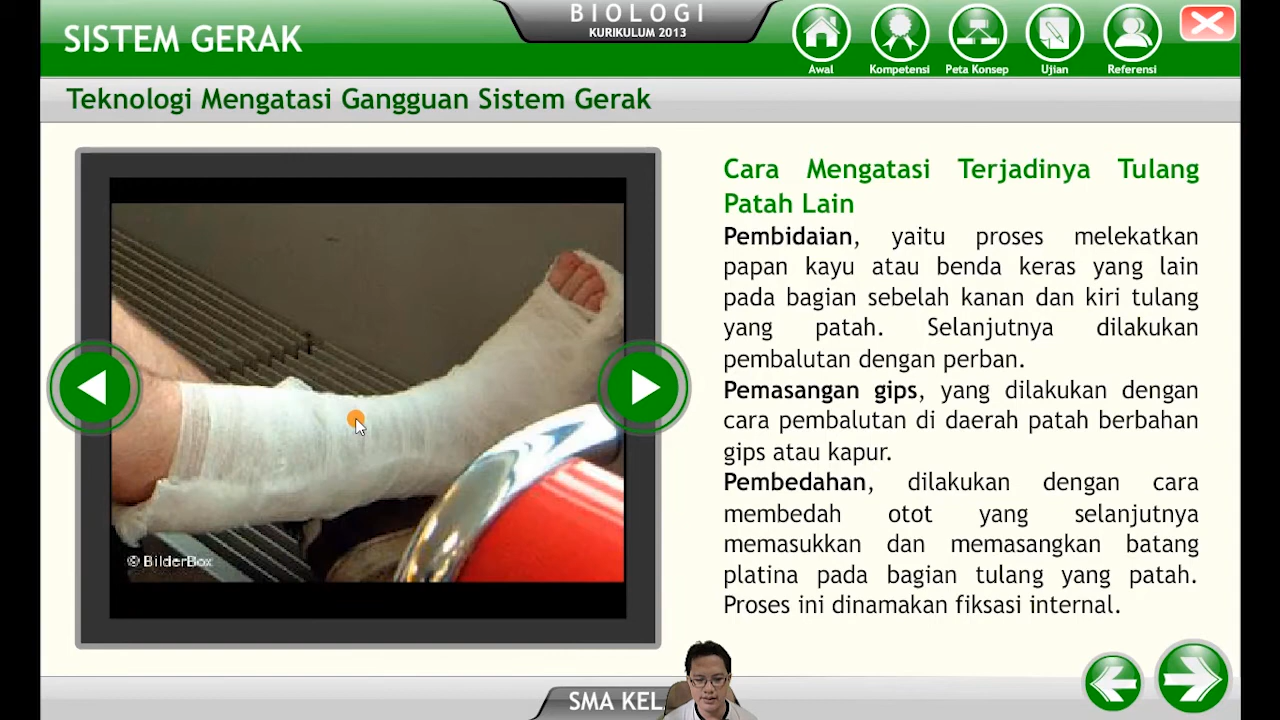 BIOLOGI
KURIKULUM 2013
SISTEM GERAK
Awal
Kompetensi
Peta Konsep
Ujian
Referensi
Teknologi Mengatasi Gangguan Sistem Gerak
Cara Mengatasi Terjadinya Tulang
Patah Lain
Pembidaian, yaitu proses melekatkan
papan kayu atau benda keras yang lain
pada bagian sebelah kanan dan kiri tulang
yang patah. Selanjutnya dilakukan
pembalutan dengan perban.
Pemasangan gips, yang dilakukan dengan
cara pembalutan di daerah patah berbahan
gips atau kapur.
Pembedahan, dilakukan dengan cara
membedah otot yang selanjutnya
memasukkan dan memasangkan batang
platina pada bagian tulang yang patah.
Proses ini dinamakan fiksasi internal.
© BilderBox
SMA KEL